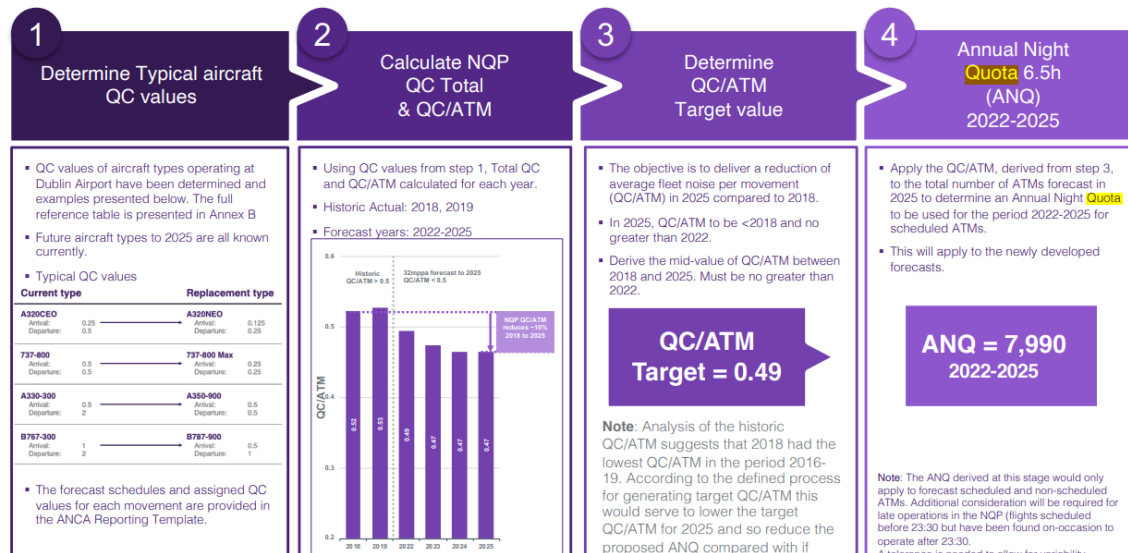 1
Determine Typical aircraft
QC values
▪ QC values of aircraft types operating at
Dublin Airport have been determined and
examples presented below. The full
reference table is presented in Annex B
▪ Future aircraft types to 2025 are all known
currently.
▪ Typical QC values
Current type Replacement type
A320CEO A320NEO
Arrival: 0.25 Arrival: 0.125
Departure: 0.5 Departure: 0.25
737-800 737-800 Max
Arrival: 0.5 Arrival: 0.25
Departure: 0.5 Departure: 0.25
A330-300 A350-900
Arrival: 0.5 Arrival: 0.5
Departure: 2 Departure: 0.5
B767-300 B787-900
Arrival: 1 Arrival: 0.5
Departure: 2 Departure: 1
▪ The forecast schedules and assigned QC
values for each movement are provided in
the ANCA Reporting Template.
2
Calculate NQP
QC Total
& QC/ATM
▪ Using QC values from step 1, Total QC
and QC/ATM calculated for each year.
▪ Historic Actual: 2018, 2019
▪ Forecast years: 2022-2025
0.6
Historic
QC/ATM > 0.5
32mppa forecast to 2025
QC/ATM < 0.5
NQP QC/ATM
reduces ~10%
2018 to 2025
0.5
0.4
0.3
0.2
QC/ATM
0.52 0.53 0.49 0.47 0.47 0.47
2018 2019 2022 2023 2024 2025
3
Determine
QC/ATM
Target value
▪ The objective is to deliver a reduction of
average fleet noise per movement
(QC/ATM) in 2025 compared to 2018.
▪ In 2025, QC/ATM to be <2018 and no
greater than 2022.
▪ Derive the mid-value of QC/ATM between
2018 and 2025. Must be no greater than
2022.
QC/ATM
Target = 0.49
Note: Analysis of the historic
QC/ATM suggests that 2018 had the
lowest QC/ATM in the period 2016-
19. According to the defined process
for generating target QC/ATM this
would serve to lower the target
QC/ATM for 2025 and so reduce the
proposed ANQ compared with if
4
Annual Night
Quota 6.5h
(ANQ)
2022-2025
▪ Apply the QC/ATM, derived from step 3,
to the total number of ATMs forecast in
2025 to determine an Annual Night Quota
to be used for the period 2022-2025 for
scheduled ATMs.
▪ This will apply to the newly developed
forecasts.
ANQ = 7,990
2022-2025
Note: The ANQ derived at this stage would only
apply to forecast scheduled and non-scheduled
ATMs. Additional consideration will be required for
late operations in the NQP (flights scheduled
before 23:30 but have been found on-occasion to
operate after 23:30.
A tolerance is needed to allow for variability